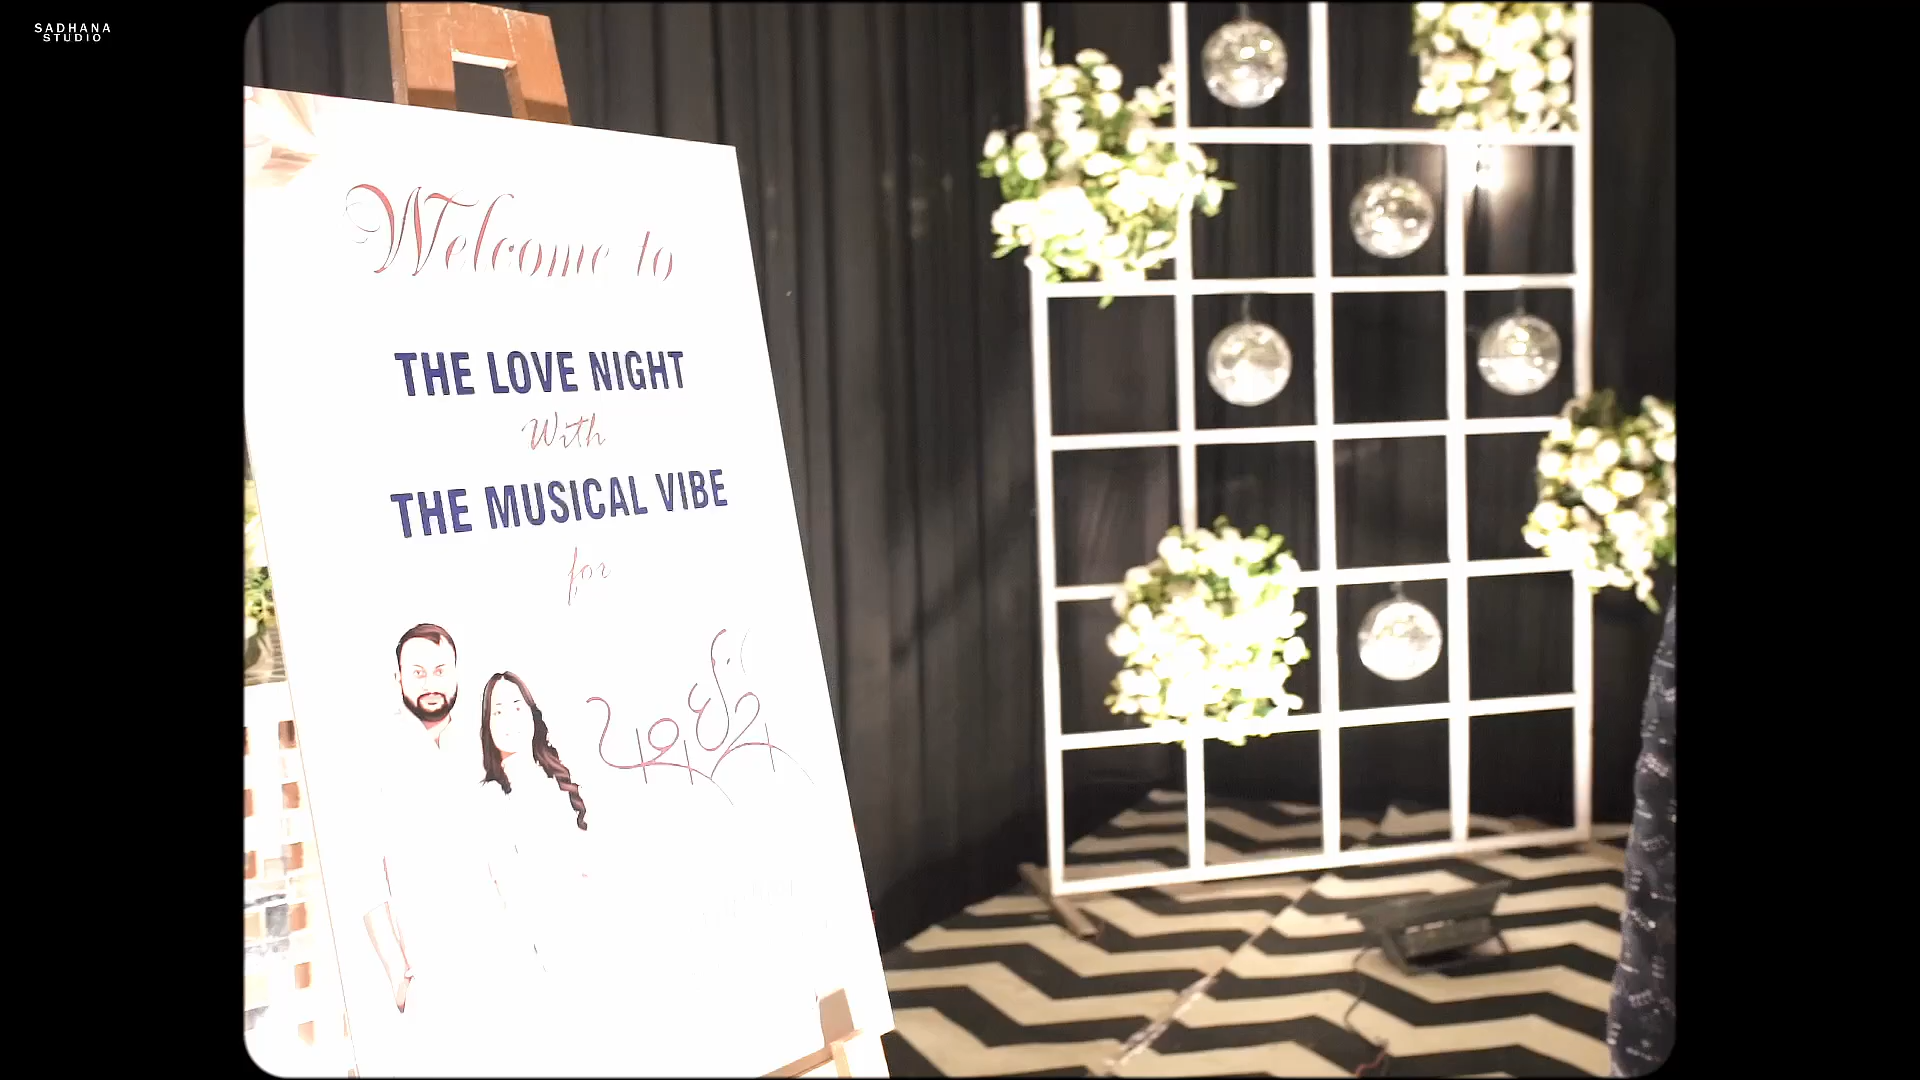 SADHANA
STUDIO
Welcome to
THE LOVE NIGHT
With
THE MUSICAL VIBE
for